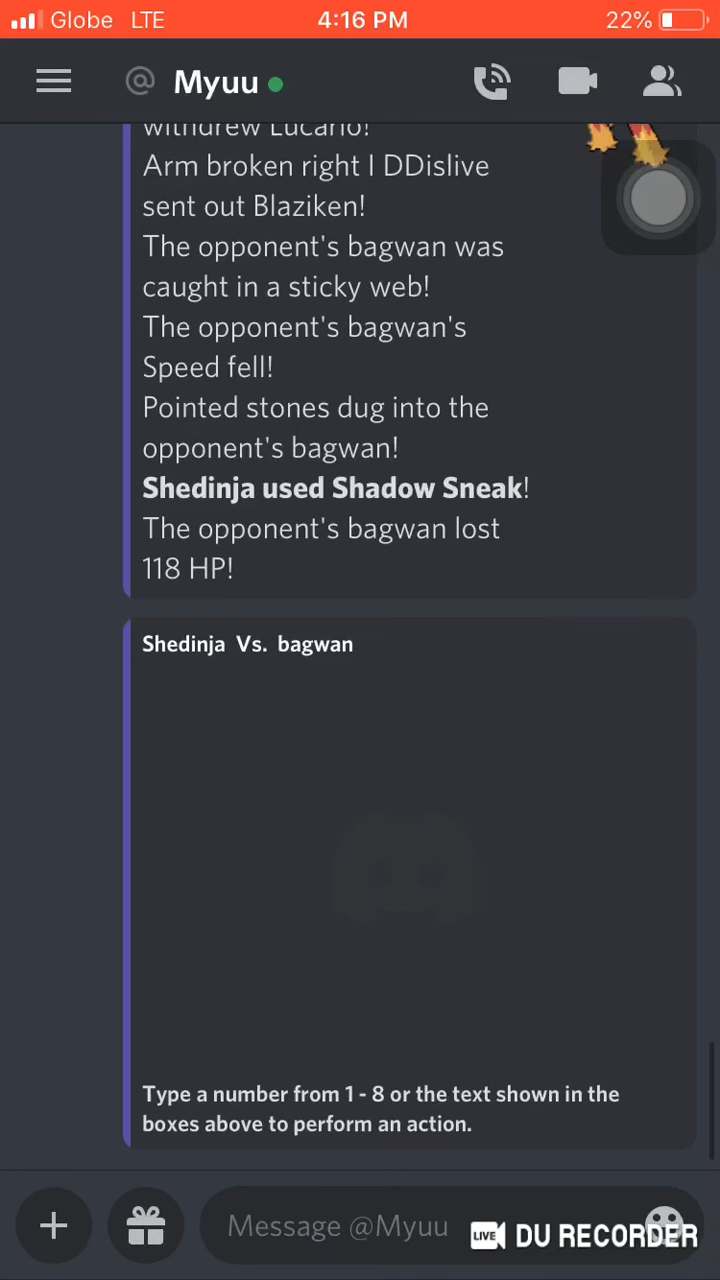 Globe LTE 4:16 PM 22%
@ Myuu
withdrew Lucario!
Arm broken right I DDislive
sent out Blaziken!
The opponent's bagwan was
caught in a sticky web!
The opponent's bagwan's
Speed fell!
Pointed stones dug into the
opponent's bagwan!
Shedinja used Shadow Sneak!
The opponent's bagwan lost
118 HP!
Shedinja Vs. bagwan
Type a number from 1 - 8 or the text shown in the
boxes above to perform an action.
Message @Myuu
LIVE DU RECORDER